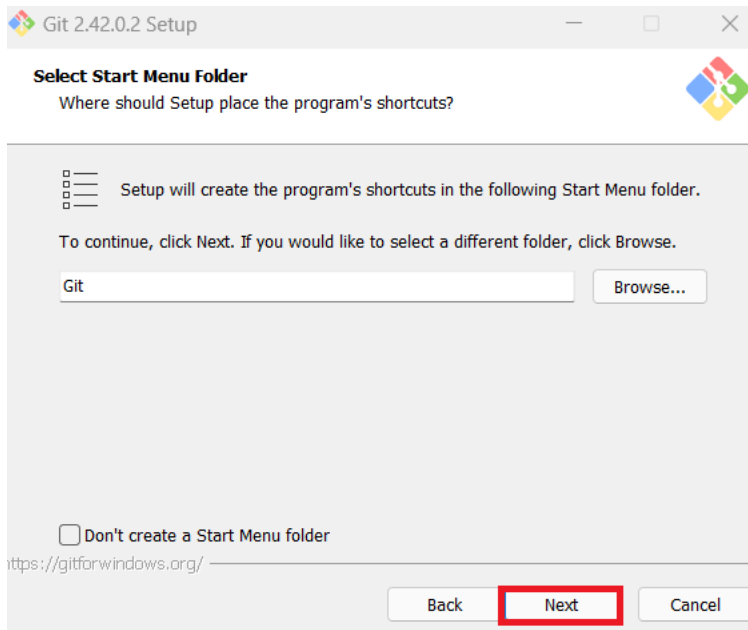 Git 2.42.0.2 Setup
Select Start Menu Folder
Where should Setup place the program's shortcuts?
Setup will create the program's shortcuts in the following Start Menu folder.
To continue, click Next. If you would like to select a different folder, click Browse.
Git
Browse...
Don't create a Start Menu folder
https://gitforwindows.org/
Back
Next
Cancel